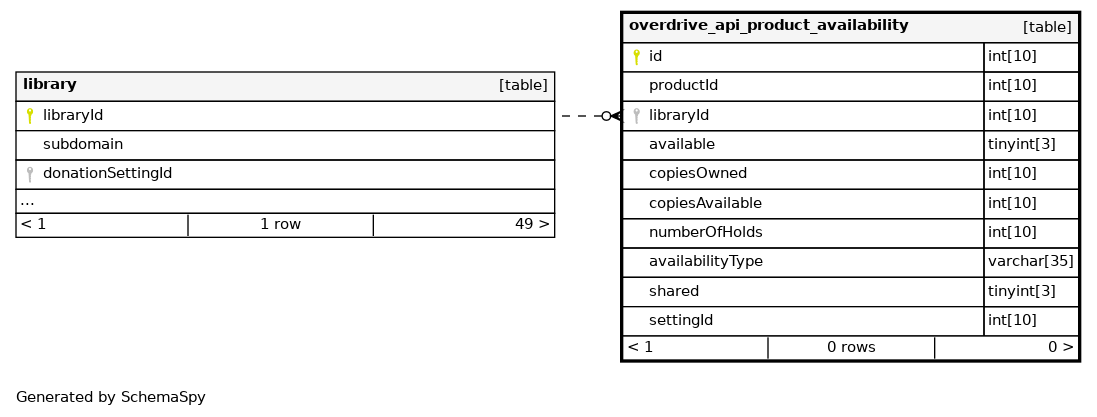 library [table]
libraryId
subdomain
donationSettingId
...
< 1 1 row 49 >
overdrive_api_product_availability [table]
id int[10]
productId int[10]
libraryId int[10]
available tinyint[3]
copiesOwned int[10]
copiesAvailable int[10]
numberOfHolds int[10]
availabilityType varchar[35]
shared tinyint[3]
settingId int[10]
< 1 0 rows 0 >
Generated by SchemaSpy